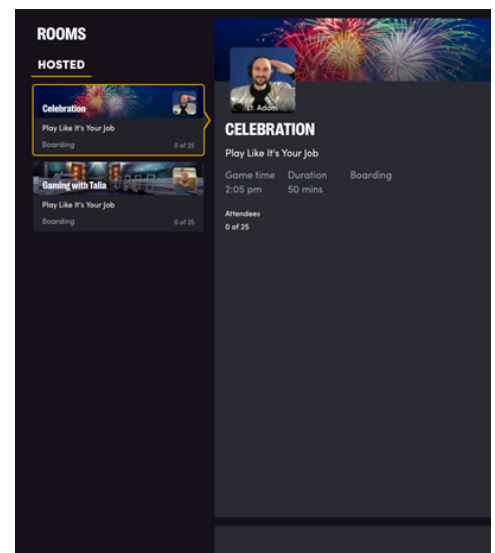 ROOMS
HOSTED
Celebration
Play Like It's Your Job
Boarding 0 of 25
Gaming with Talia
Play Like It's Your Job
Boarding 0 of 25
Lt. Adam
CELEBRATION
Play Like It's Your Job
Game time Duration Boarding
2:05 pm 50 mins
Attendees
0 of 25